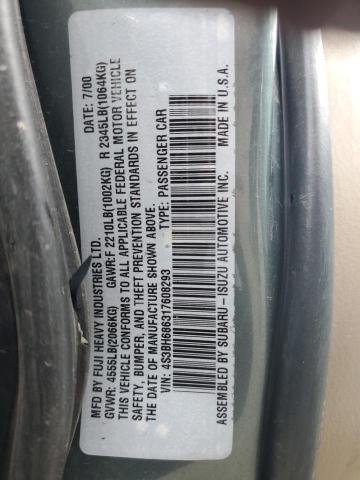 MFD BY FUJI HEAVY INDUSTRIES LTD. DATE: 7/00
GVWR: 4555LB(2066KG) GAWR:F 2210LB(1002KG) R 2345LB(1064KG)
THIS VEHICLE CONFORMS TO ALL APPLICABLE FEDERAL MOTOR VEHICLE
SAFETY, BUMPER, AND THEFT PREVENTION STANDARDS IN EFFECT ON
THE DATE OF MANUFACTURE SHOWN ABOVE.
VIN: 4S3BH686317608293 TYPE: PASSENGER CAR
ASSEMBLED BY SUBARU-ISUZU AUTOMOTIVE INC. MADE IN U.S.A.